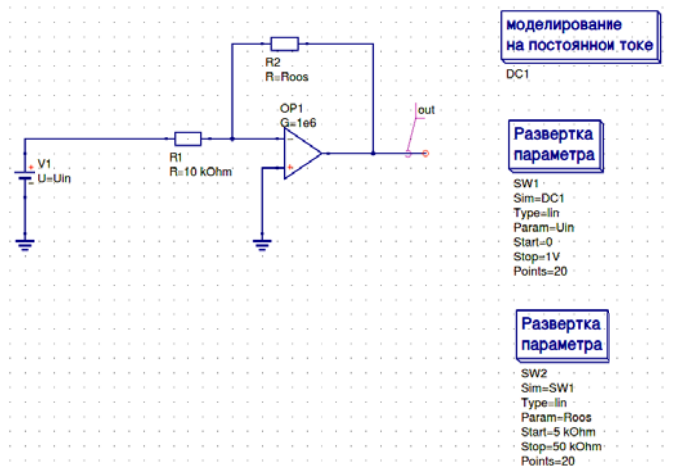 R2
R=Roos
OP1
G=1e6
out
R1
R=10 kOhm
V1
U=Uin
моделирование
на постоянном токе
DC1
Развертка
параметра
SW1
Sim=DC1
Type=lin
Param=Uin
Start=0
Stop=1V
Points=20
Развертка
параметра
SW2
Sim=SW1
Type=lin
Param=Roos
Start=5 kOhm
Stop=50 kOhm
Points=20